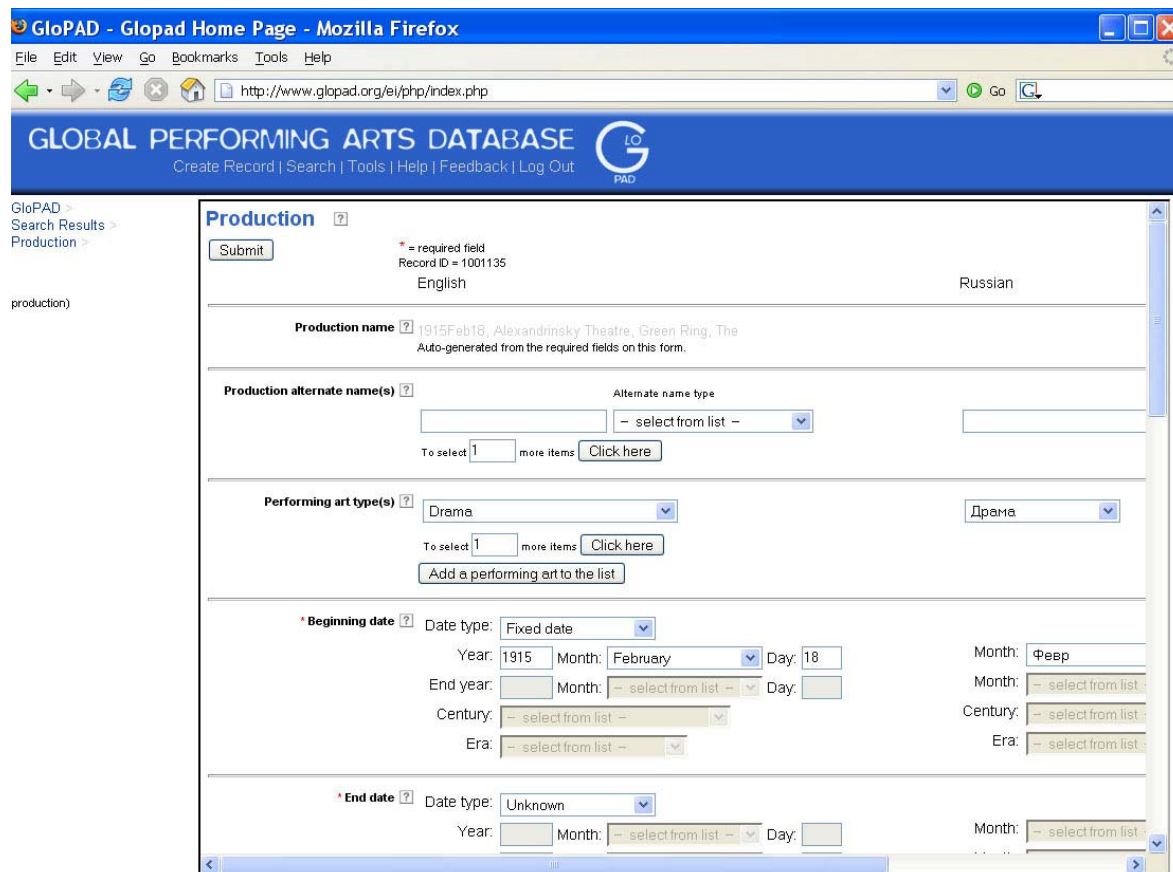 GloPAD - Glopad Home Page - Mozilla Firefox
File Edit View Go Bookmarks Tools Help
http://www.glopad.org/ei/php/index.php Go G
GLOBAL PERFORMING ARTS DATABASE
Create Record | Search | Tools | Help | Feedback | Log Out
G LO PAD
GloPAD >
Search Results >
Production >
production)
Production ?
Submit
* = required field
Record ID = 1001135
English Russian
Production name ? 1915Feb18, Alexandrinsky Theatre, Green Ring, The
Auto-generated from the required fields on this form.
Production alternate name(s) ? Alternate name type
– select from list –
To select 1 more items Click here
Performing art type(s) ? Drama Драма
To select 1 more items Click here
Add a performing art to the list
* Beginning date ? Date type: Fixed date
Year: 1915 Month: February Day: 18 Month: Февр
End year: Month: – select from list – Day: Month: – select from list
Century: – select from list – Century: – select from list
Era: – select from list – Era: – select from list
* End date ? Date type: Unknown
Year: Month: – select from list – Day: Month: – select from list